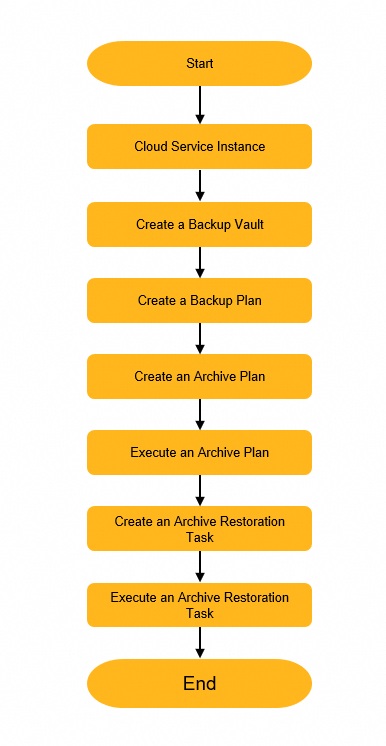 Start
Cloud Service Instance
Create a Backup Vault
Create a Backup Plan
Create an Archive Plan
Execute an Archive Plan
Create an Archive Restoration
Task
Execute an Archive Restoration
Task
End